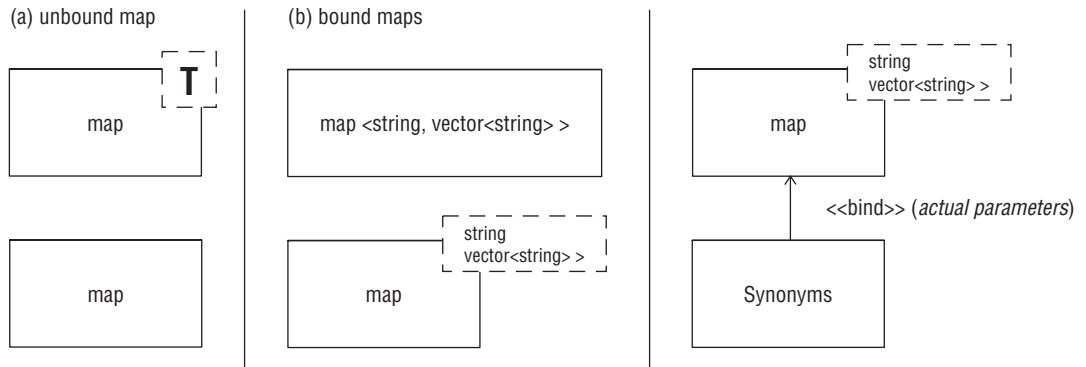 (a) unbound map
T
map
map
(b) bound maps
map <string, vector<string> >
string
vector<string> >
map
string
vector<string> >
map
<<bind>> (actual parameters)
Synonyms